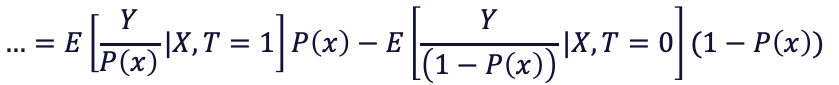 ... = E [ Y / P(x) | X, T = 1 ] P(x) − E [ Y / (1 − P(x)) | X, T = 0 ] (1 − P(x))